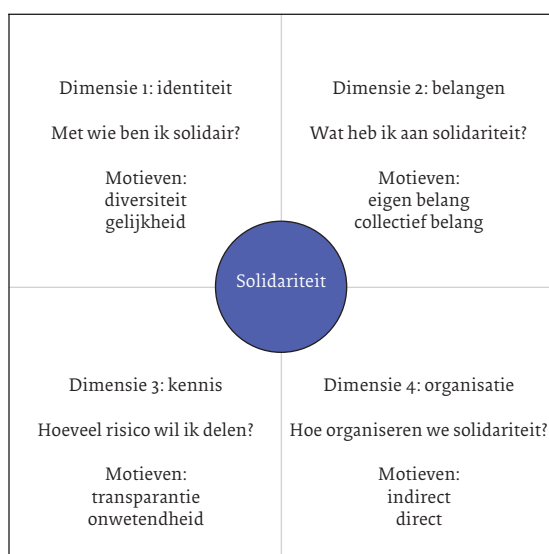 Dimensie 1: identiteit
Met wie ben ik solidair?
Motieven:
diversiteit
gelijkheid
Dimensie 2: belangen
Wat heb ik aan solidariteit?
Motieven:
eigen belang
collectief belang
Solidariteit
Dimensie 3: kennis
Hoeveel risico wil ik delen?
Motieven:
transparantie
onwetendheid
Dimensie 4: organisatie
Hoe organiseren we solidariteit?
Motieven:
indirect
direct